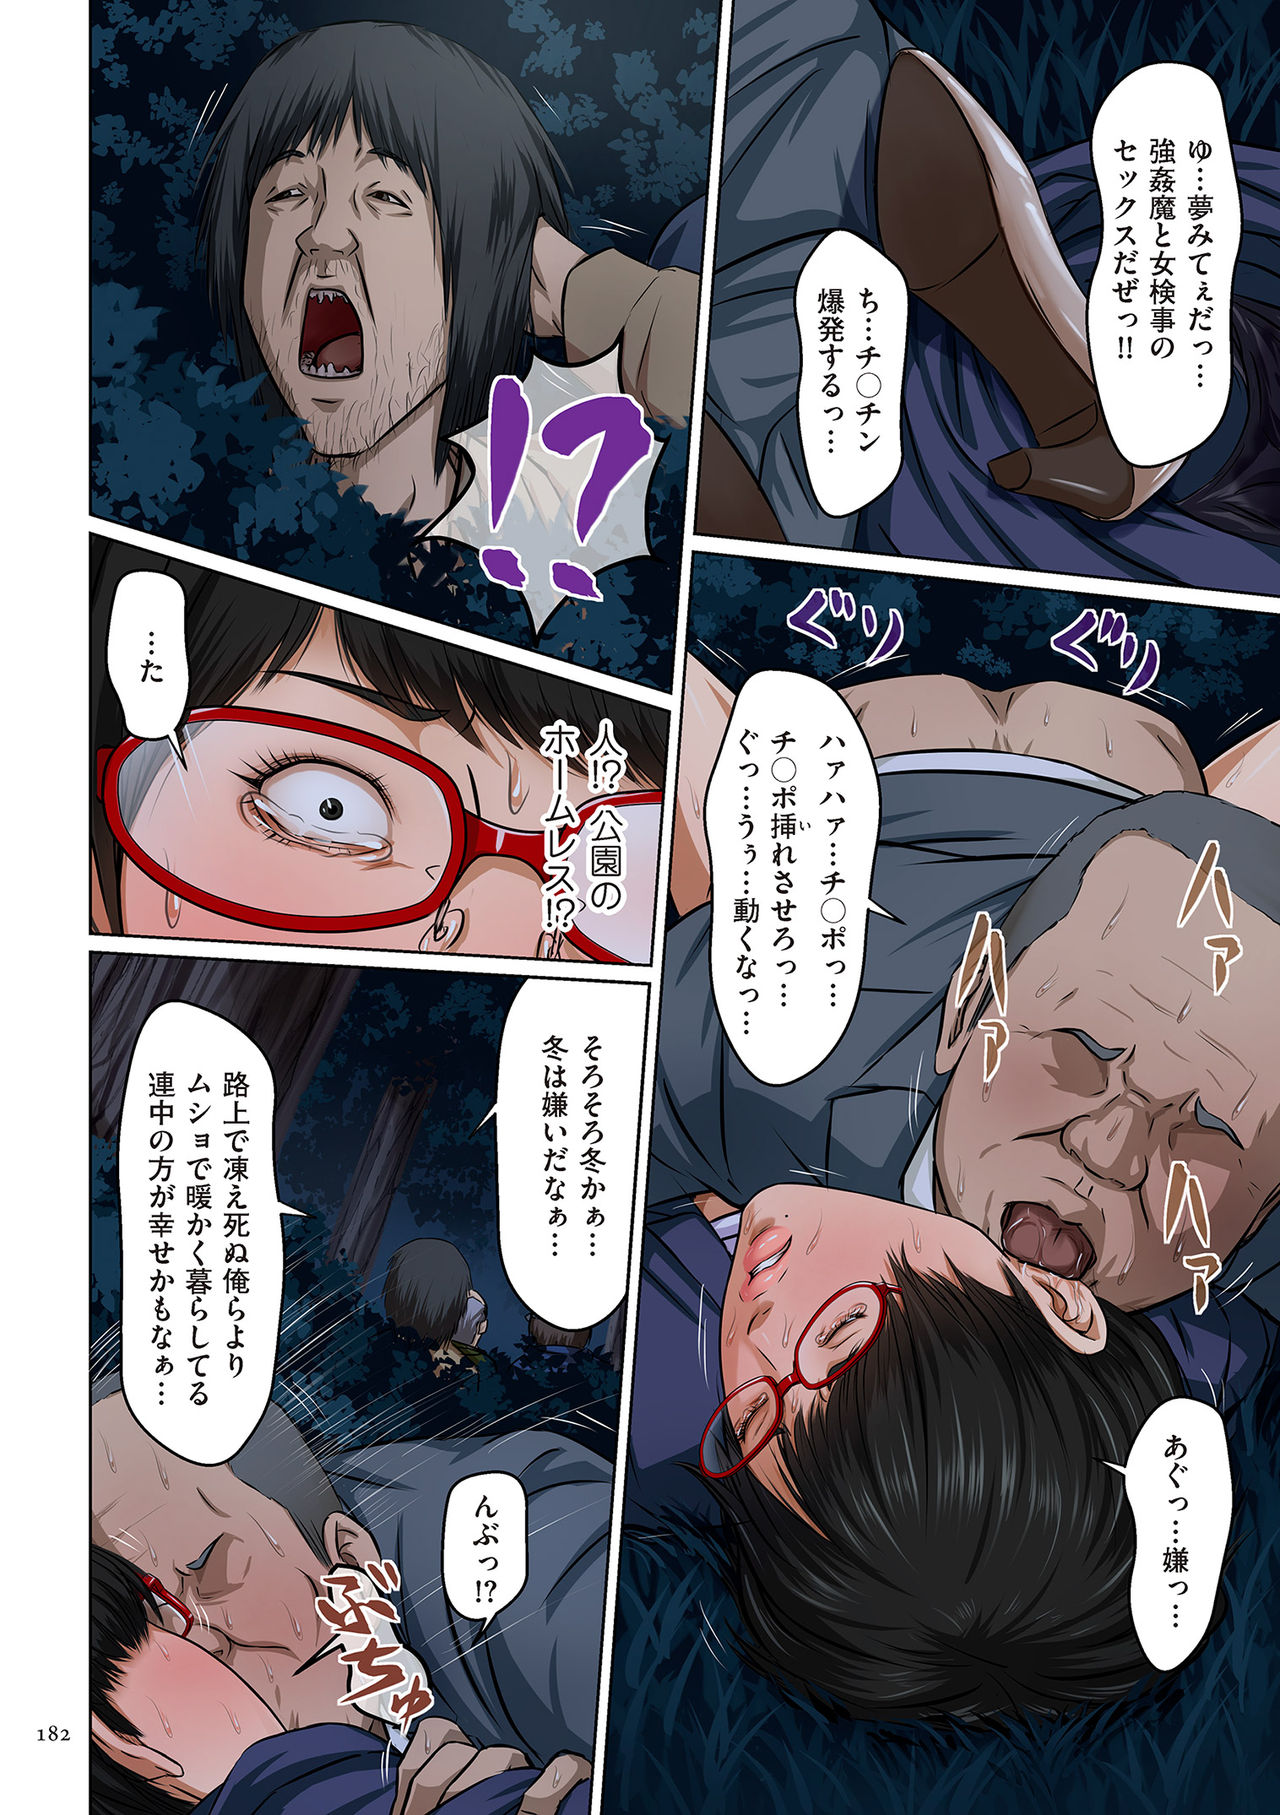 ゆ…夢みてぇだっ…
強姦魔と女検事の
セックスだぜっ!!
ち…チ〇チン
爆発するっ…
ぐり
ぐり
ハァハァ…チ〇ポっ…
チ〇ポ挿れさせろっ…
い
ぐっ…うぅ…動くなっ…
ハァ
ハァ
ハァ
ハァ
あぐっ…嫌っ…
!?
人!?公園の
ホームレス!?
…た
そろそろ冬かぁ…
冬は嫌いだなぁ…
路上で凍え死ぬ俺らより
ムショで暖かく暮らしてる
連中の方が幸せかもなぁ…
んぶっ!?
ぶちゅ
182